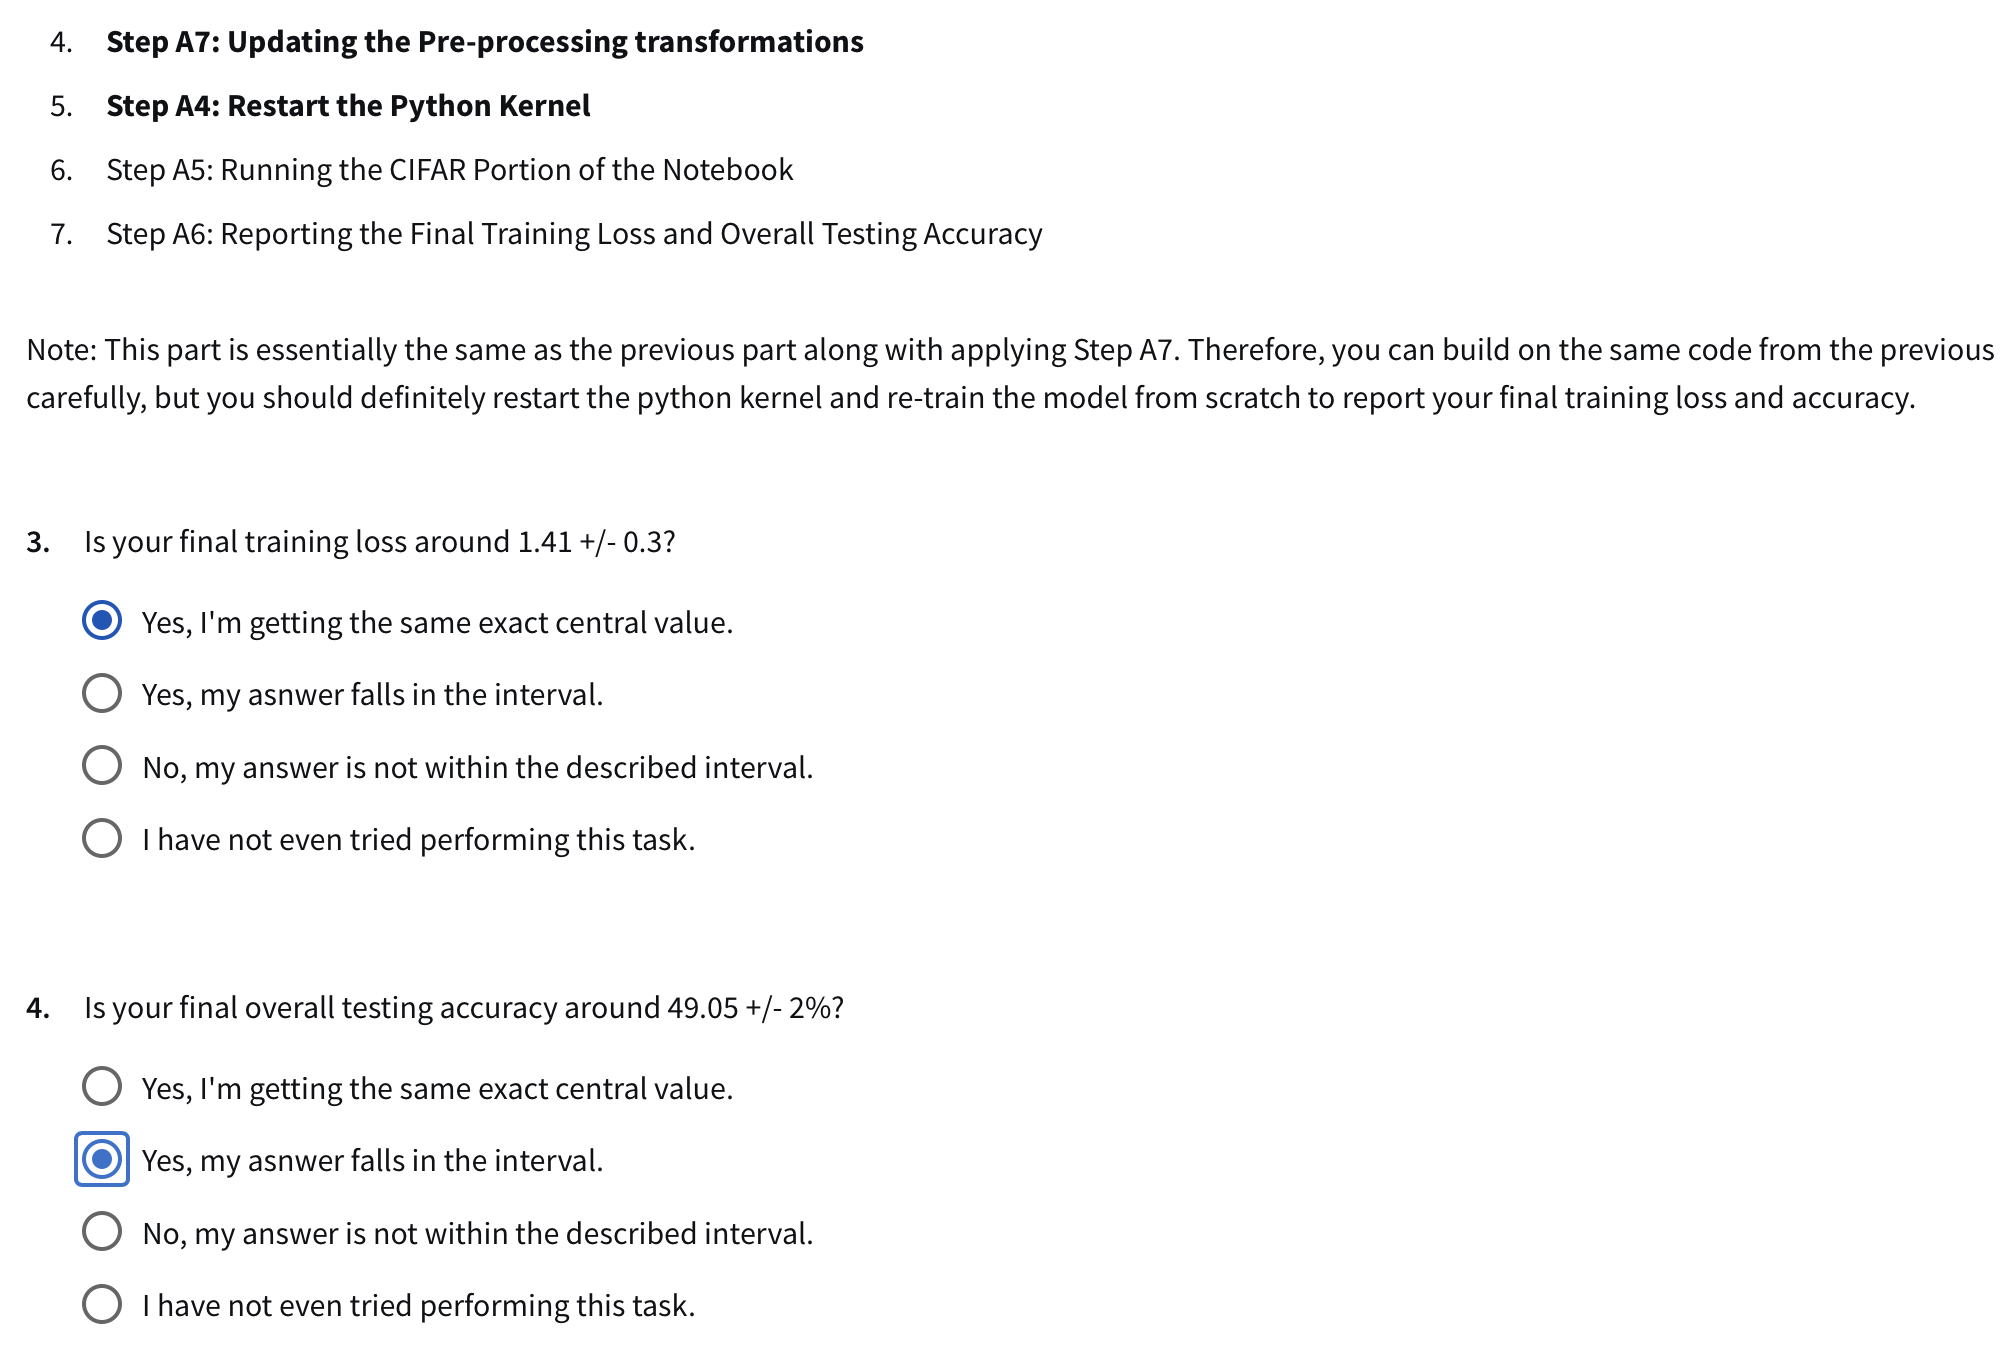 4. Step A7: Updating the Pre-processing transformations
5. Step A4: Restart the Python Kernel
6. Step A5: Running the CIFAR Portion of the Notebook
7. Step A6: Reporting the Final Training Loss and Overall Testing Accuracy
Note: This part is essentially the same as the previous part along with applying Step A7. Therefore, you can build on the same code from the previous
carefully, but you should definitely restart the python kernel and re-train the model from scratch to report your final training loss and accuracy.
3. Is your final training loss around 1.41 +/- 0.3?
Yes, I'm getting the same exact central value.
Yes, my asnwer falls in the interval.
No, my answer is not within the described interval.
I have not even tried performing this task.
4. Is your final overall testing accuracy around 49.05 +/- 2%?
Yes, I'm getting the same exact central value.
Yes, my asnwer falls in the interval.
No, my answer is not within the described interval.
I have not even tried performing this task.